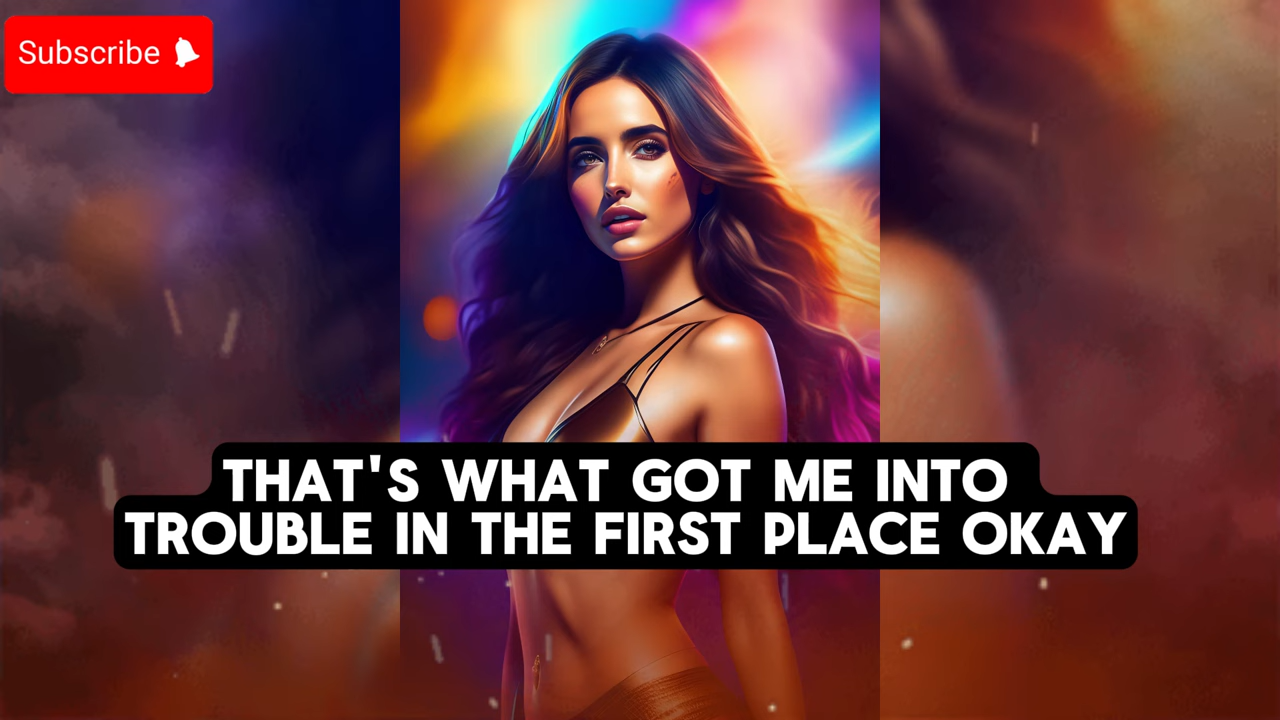 Subscribe
THAT'S WHAT GOT ME INTO
TROUBLE IN THE FIRST PLACE OKAY